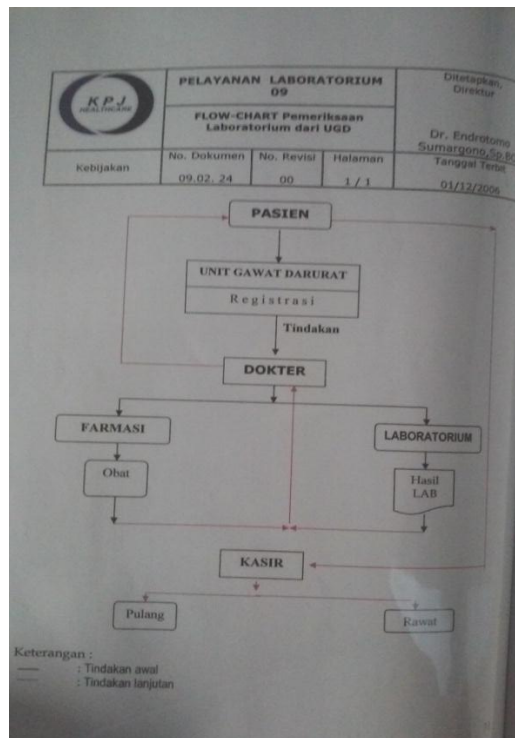 KPJ
HEALTHCARE
PELAYANAN LABORATORIUM
09
FLOW-CHART Pemeriksaan
Laboratorium dari UGD
Ditetapkan,
Direktur
Dr. Endrotomo
Sumargono,Sp.
Kebijakan
No. Dokumen
09.02. 24
No. Revisi
00
Halaman
1 / 1
Tanggal Terbit
01/12/2006
PASIEN
UNIT GAWAT DARURAT
Registrasi
Tindakan
DOKTER
FARMASI
LABORATORIUM
Obat
Hasil
LAB
KASIR
Pulang
Rawat
Keterangan :
: Tindakan awal
: Tindakan lanjutan